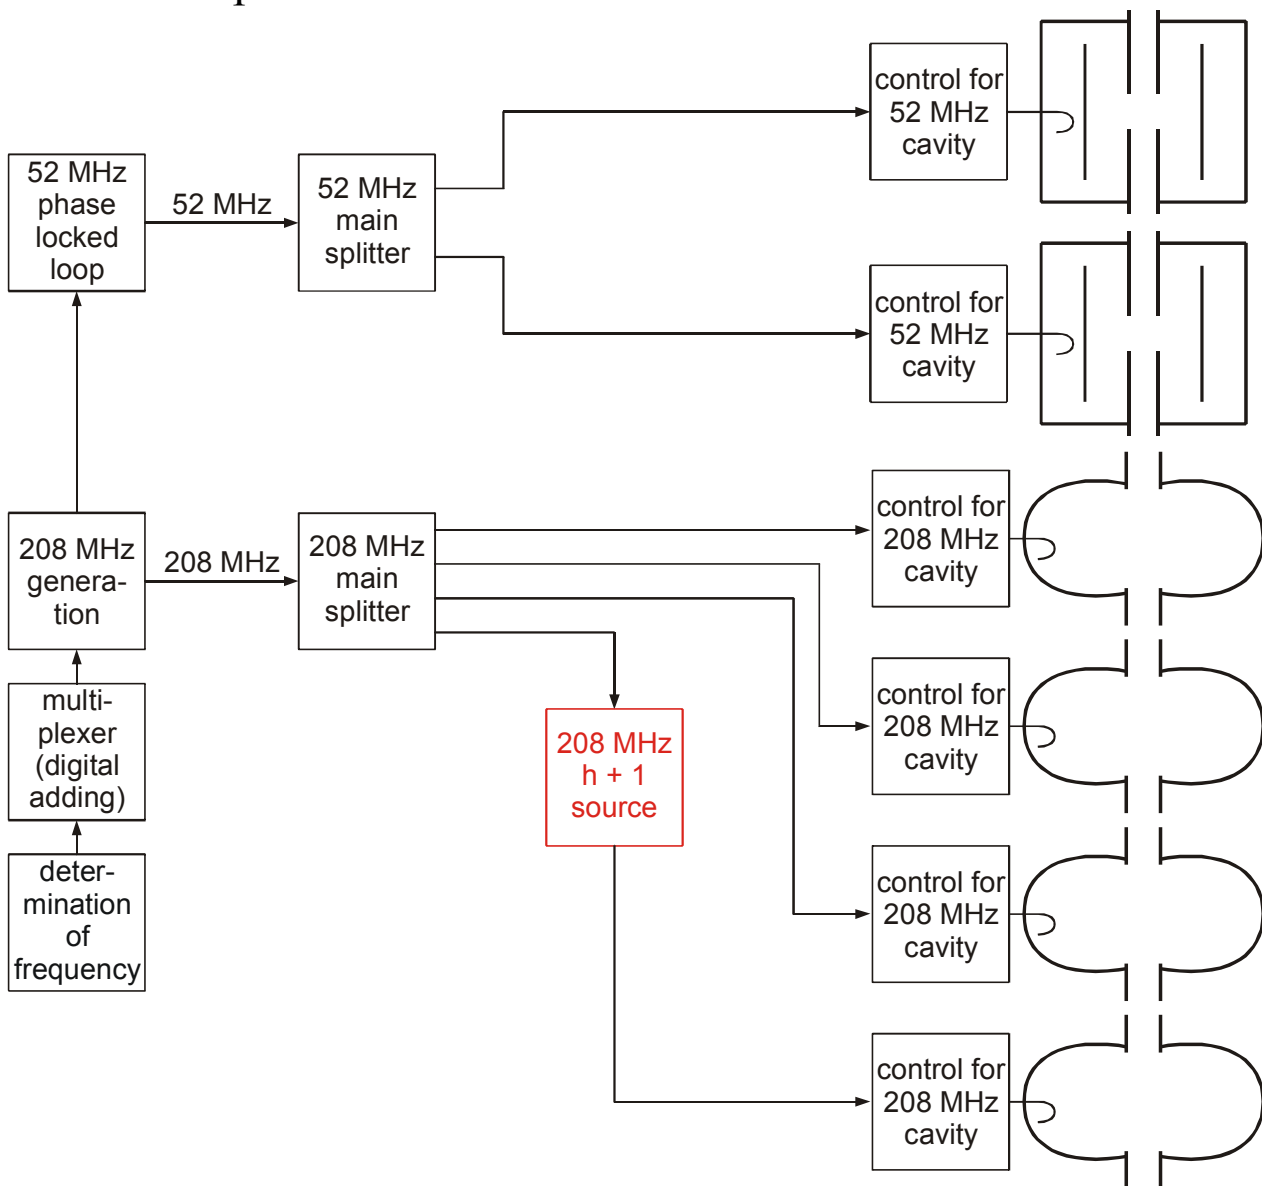 control for
52 MHz
cavity
52 MHz
phase
locked
loop
52 MHz
52 MHz
main
splitter
control for
52 MHz
cavity
208 MHz
genera-
tion
208 MHz
208 MHz
main
splitter
control for
208 MHz
cavity
multi-
plexer
(digital
adding)
208 MHz
h + 1
source
control for
208 MHz
cavity
deter-
mination
of
frequency
control for
208 MHz
cavity
control for
208 MHz
cavity